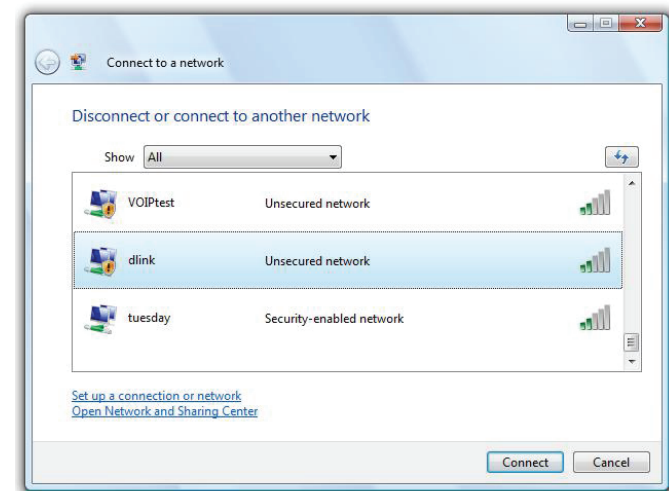 Connect to a network
Disconnect or connect to another network
Show All
VOIPtest Unsecured network
dlink Unsecured network
tuesday Security-enabled network
Set up a connection or network
Open Network and Sharing Center
Connect Cancel